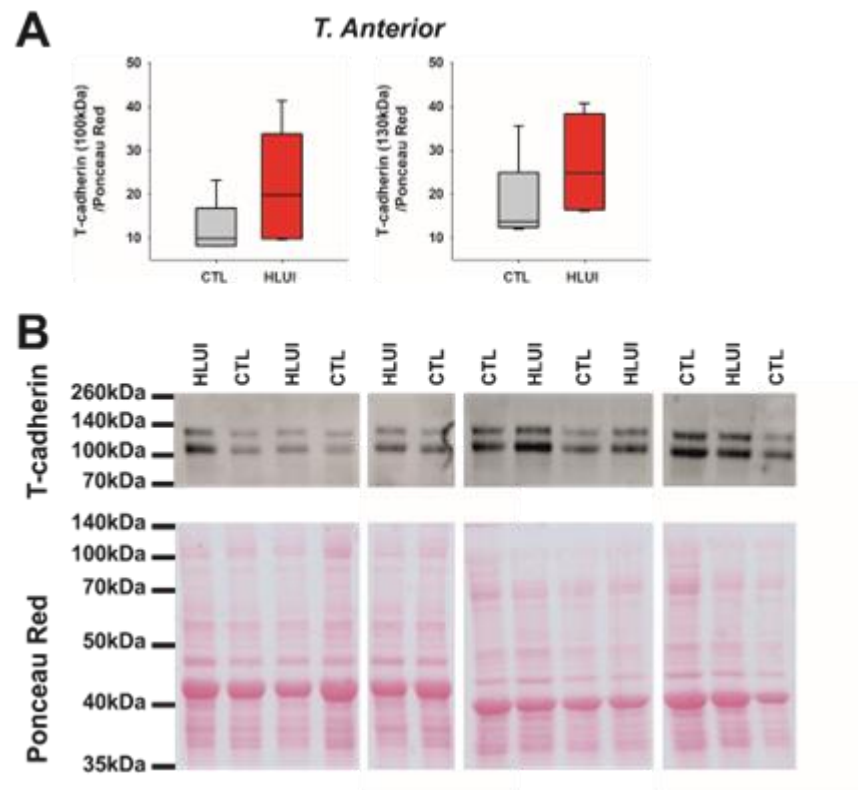 A
T. Anterior
T-cadherin (100kDa)
/Ponceau Red
50
40
30
20
10
CTL
HLUI
T-cadherin (130kDa)
/Ponceau Red
50
40
30
20
10
CTL
HLUI
B
HLUI CTL HLUI CTL HLUI CTL CTL HLUI CTL HLUI CTL HLUI CTL
T-cadherin
260kDa
140kDa
100kDa
70kDa
Ponceau Red
140kDa
100kDa
70kDa
50kDa
40kDa
35kDa